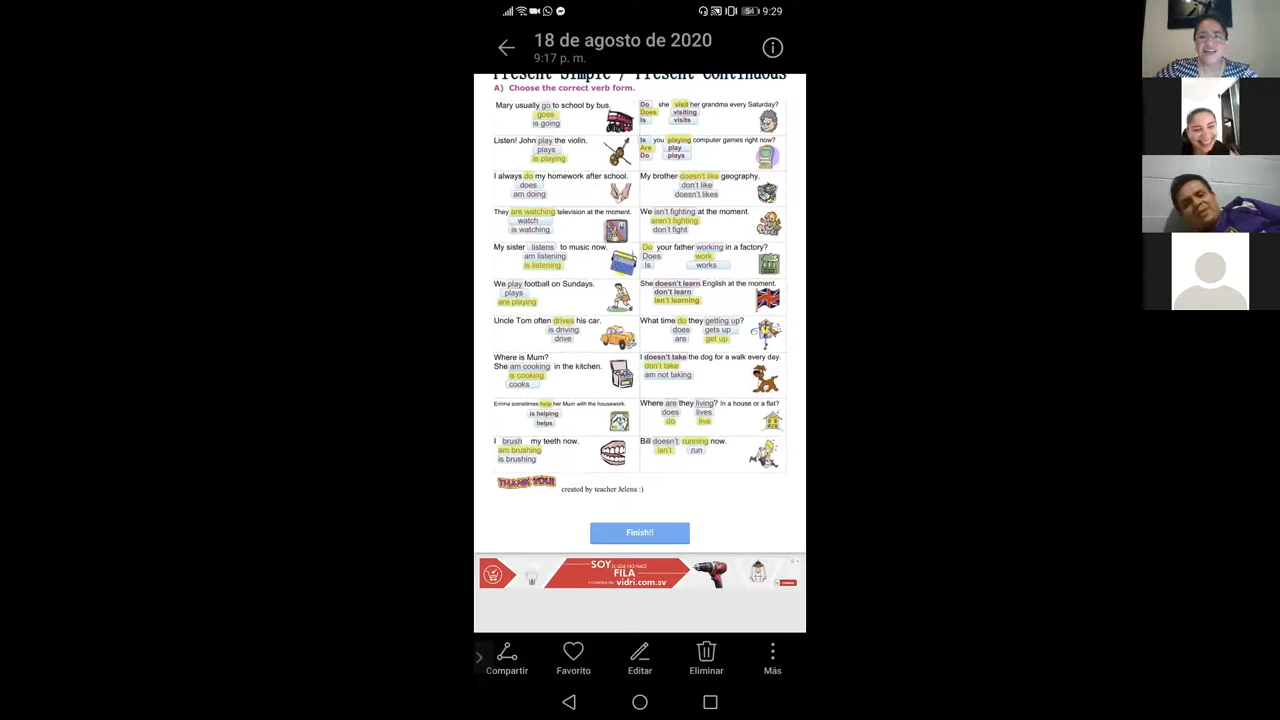 54 9:29
18 de agosto de 2020
9:17 p. m.
Present Simple / Present Continuous
A) Choose the correct verb form.
Mary usually go to school by bus.
goes
is going
Listen! John play the violin.
plays
is playing
I always do my homework after school.
does
am doing
They are watching television at the moment.
watch
is watching
My sister listens to music now.
am listening
is listening
We play football on Sundays.
plays
are playing
Uncle Tom often drives his car.
is driving
drive
Where is Mum?
She am cooking in the kitchen.
is cooking
cooks
Emma sometimes help her Mum with the housework.
is helping
helps
I brush my teeth now.
am brushing
is brushing
Do she visit her grandma every Saturday?
Does visiting
Is visits
Is you playing computer games right now?
Are play
Do plays
My brother doesn't like geography.
don't like
doesn't likes
We isn't fighting at the moment.
aren't fighting
don't fight
Do your father working in a factory?
Does work
Is works
She doesn't learn English at the moment.
don't learn
isn't learning
What time do they getting up?
does gets up
are get up
I doesn't take the dog for a walk every day.
don't take
am not taking
Where are they living? In a house or a flat?
does lives
do live
Bill doesn't running now.
isn't run
THANK YOU!
created by teacher Jelena :)
Finish!!
SOY EL QUE NO HACE
FILA
Y COMPRA EN vidri.com.sv
Compartir Favorito Editar Eliminar Más